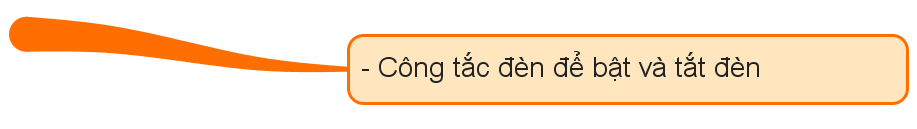 - Công tắc đèn để bật và tắt đèn